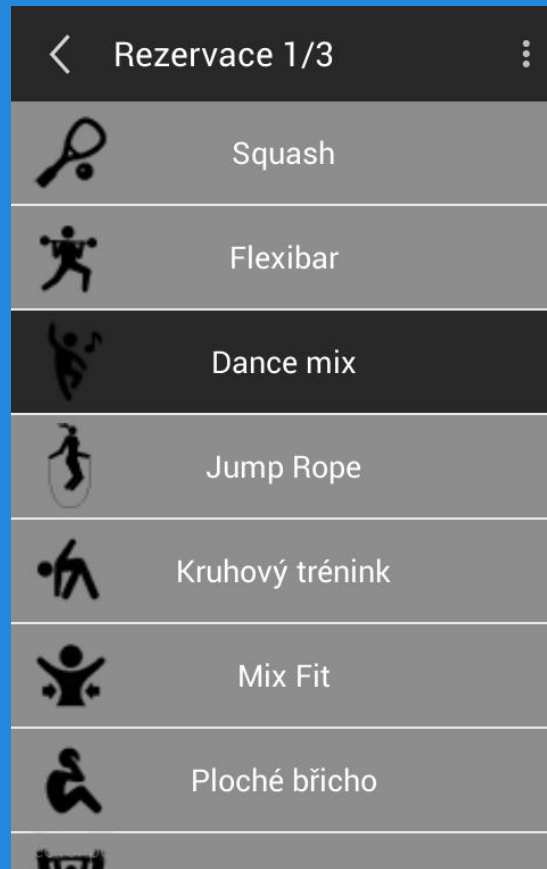 Rezervace 1/3
Squash
Flexibar
Dance mix
Jump Rope
Kruhový trénink
Mix Fit
Ploché břicho